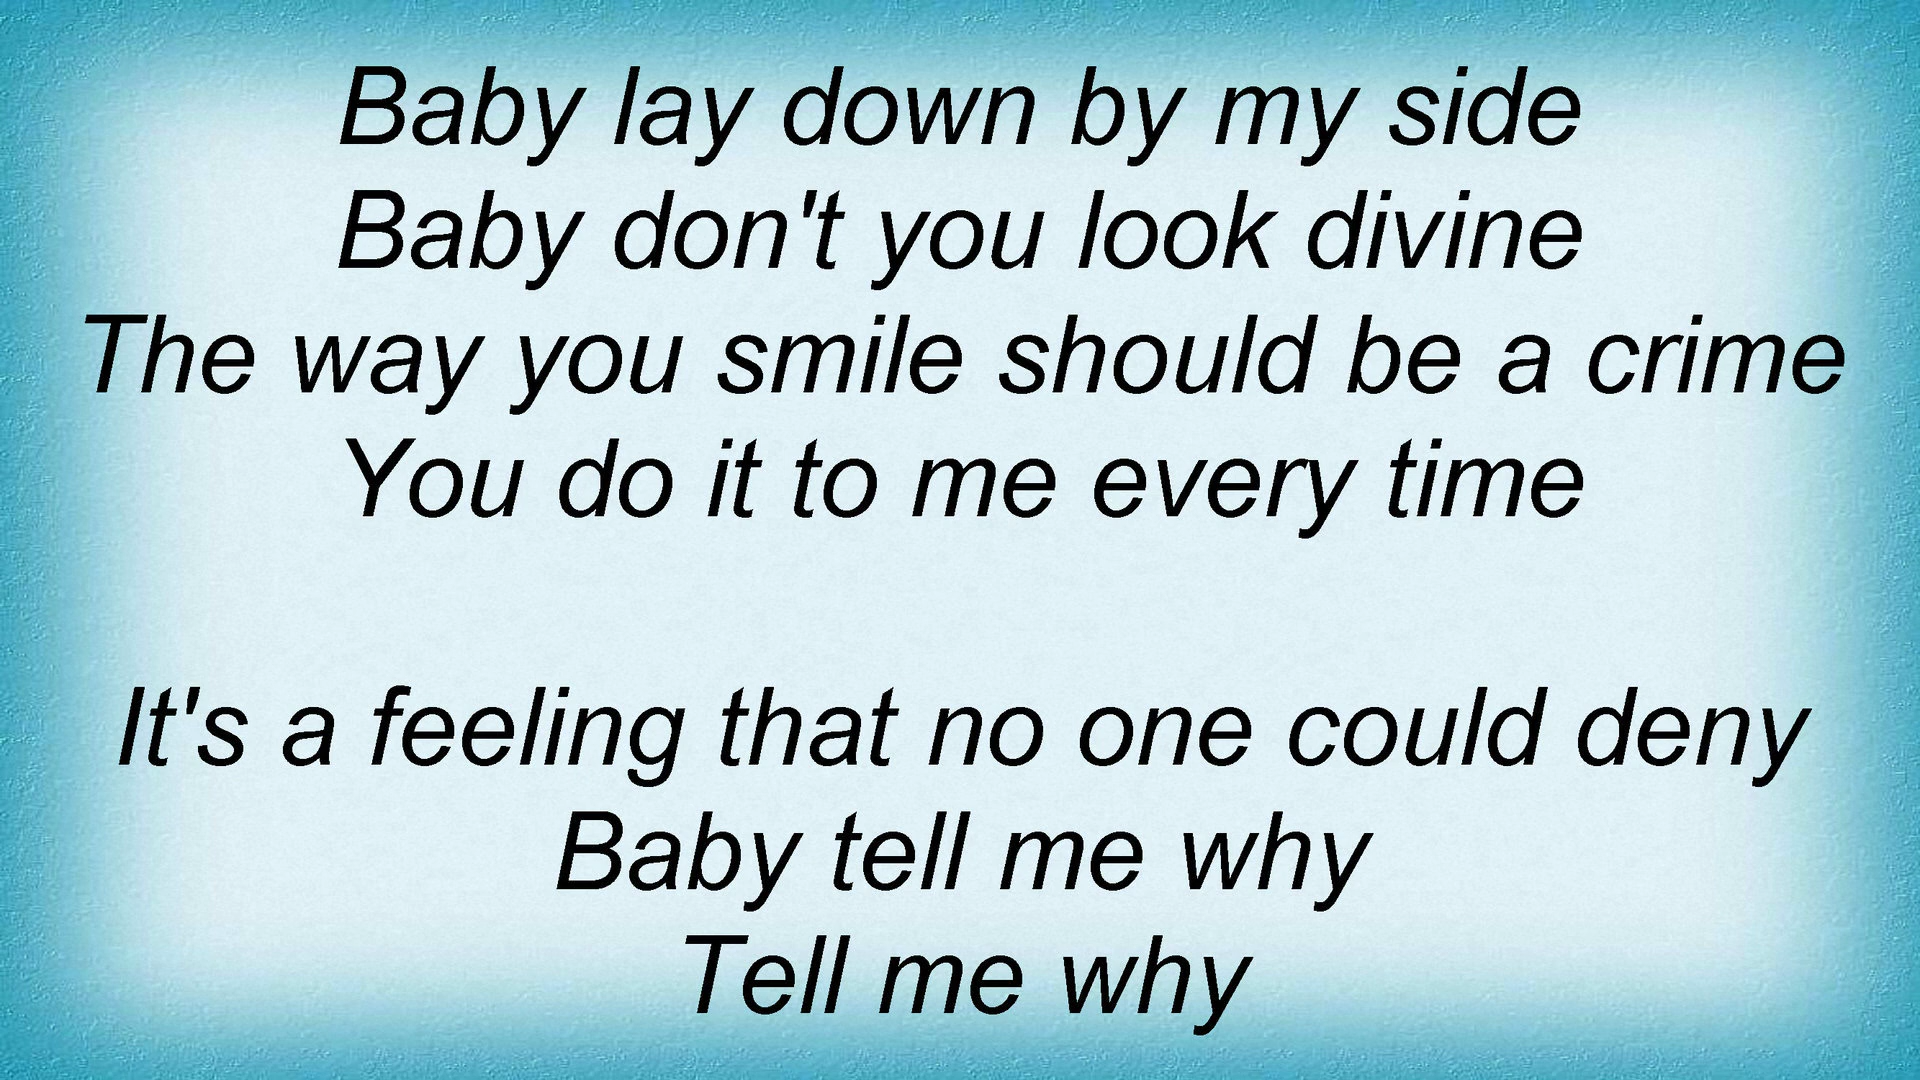 Baby lay down by my side
Baby don't you look divine
The way you smile should be a crime
You do it to me every time
It's a feeling that no one could deny
Baby tell me why
Tell me why